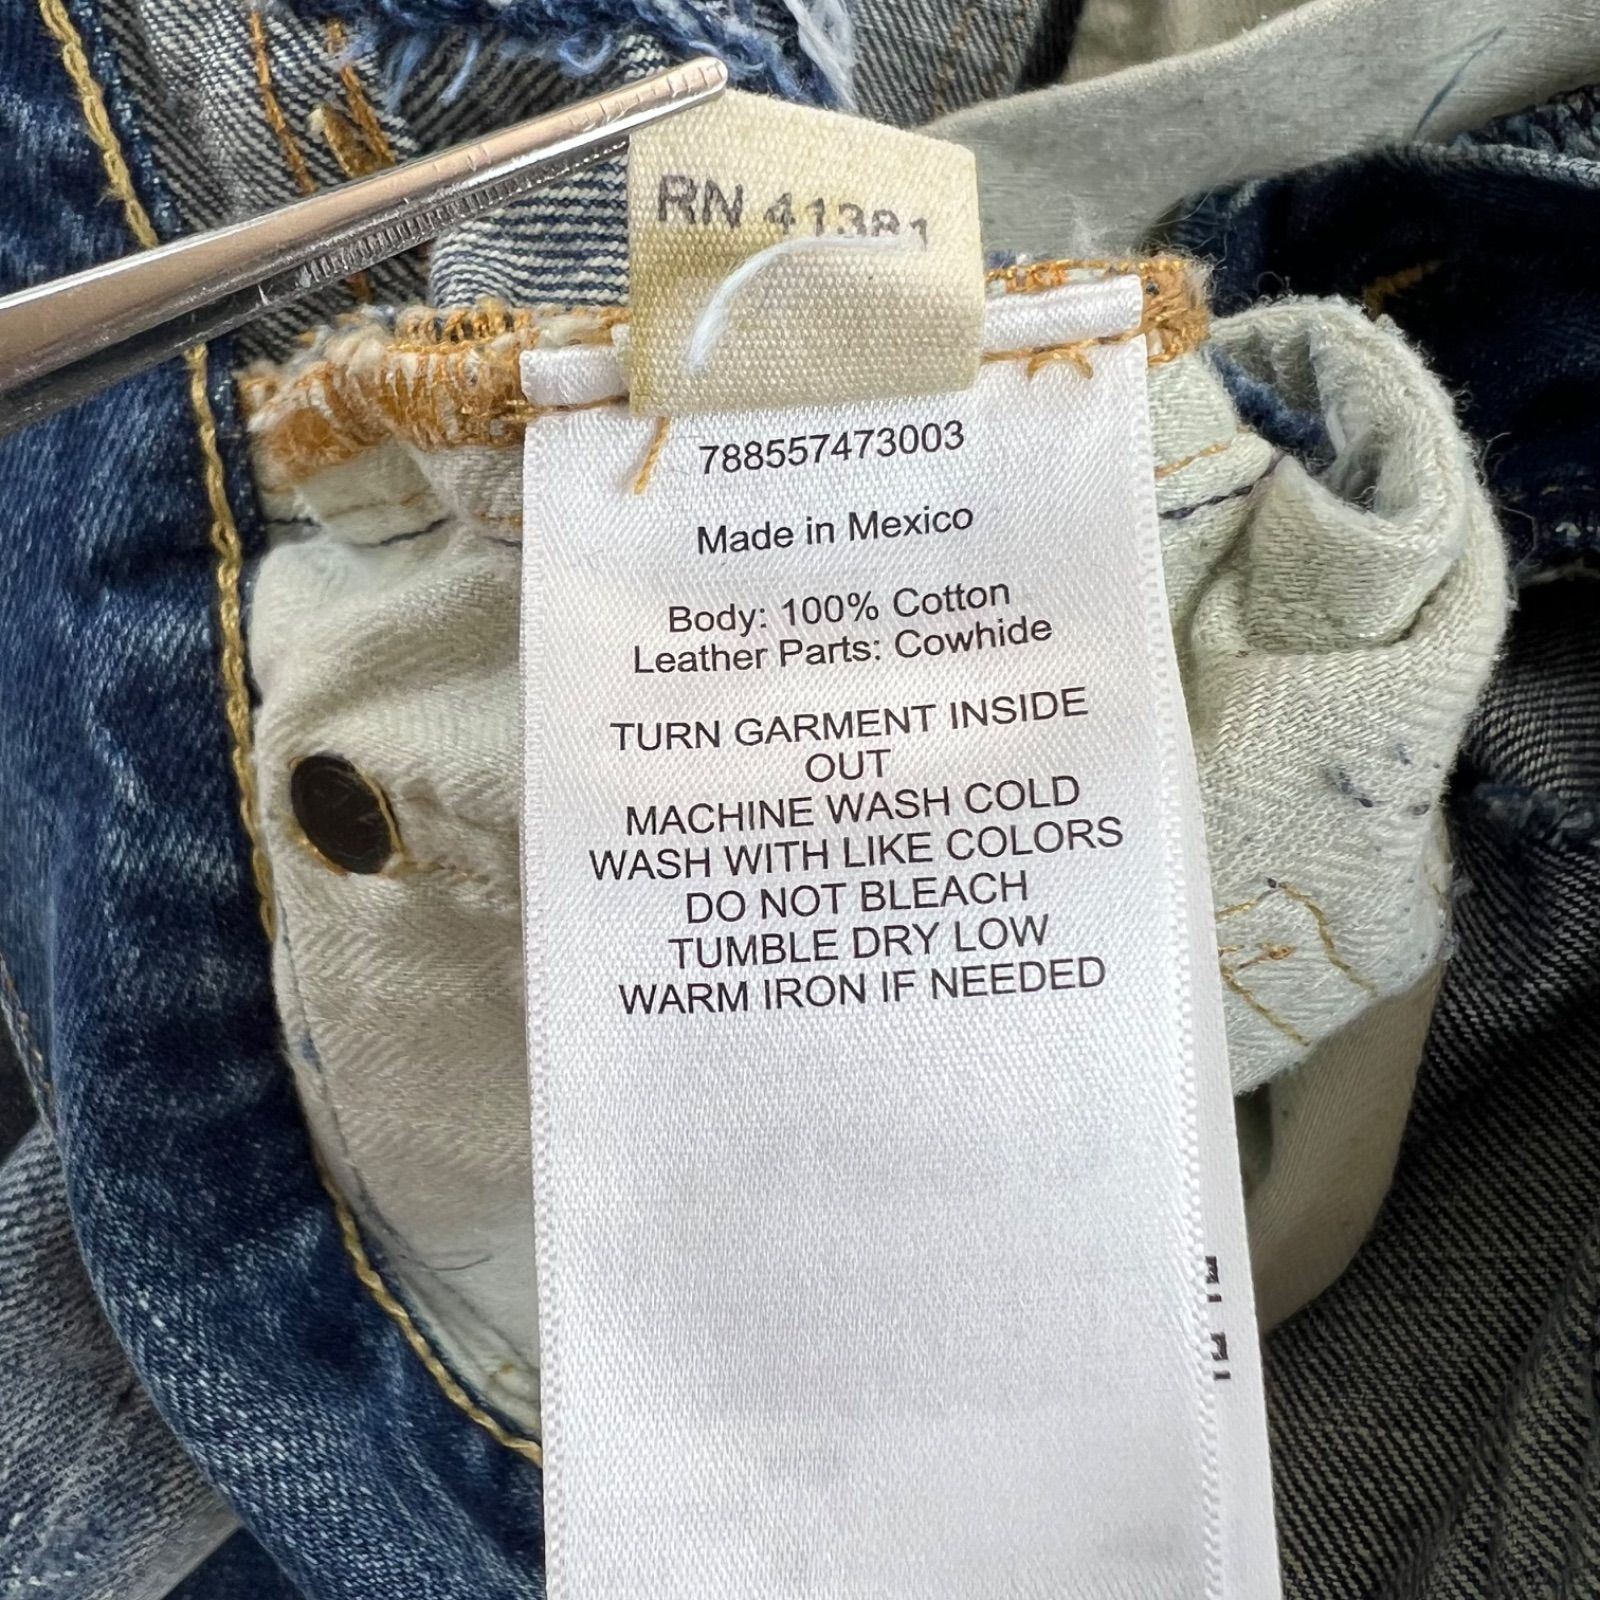 RN 41381
788557473003
Made in Mexico
Body: 100% Cotton
Leather Parts: Cowhide
TURN GARMENT INSIDE
OUT
MACHINE WASH COLD
WASH WITH LIKE COLORS
DO NOT BLEACH
TUMBLE DRY LOW
WARM IRON IF NEEDED